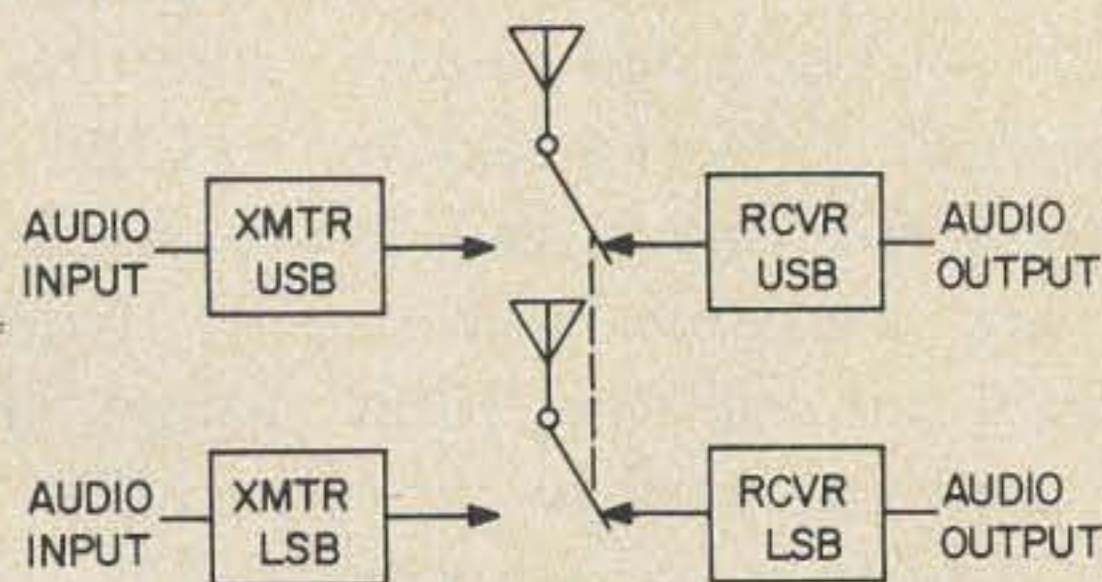 AUDIO
INPUT
XMTR
USB
RCVR
USB
AUDIO
OUTPUT
AUDIO
INPUT
XMTR
LSB
RCVR
LSB
AUDIO
OUTPUT